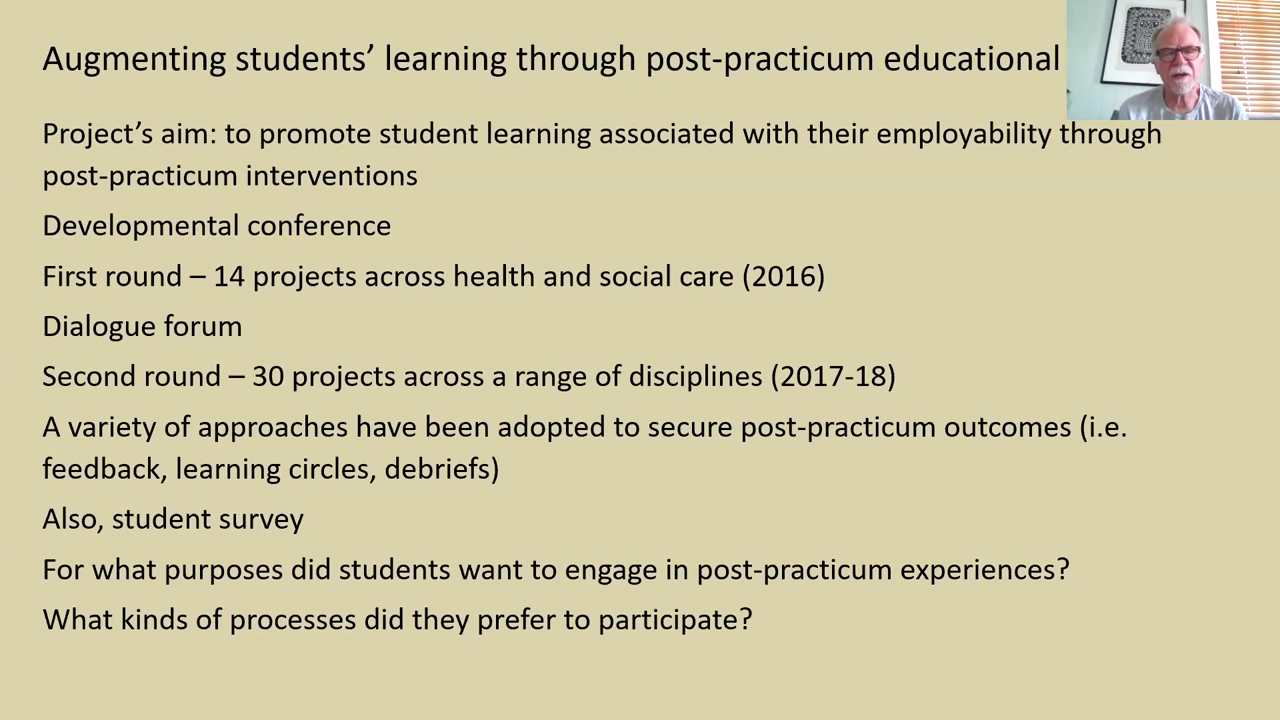 Augmenting students’ learning through post-practicum educational
Project’s aim: to promote student learning associated with their employability through
post-practicum interventions
Developmental conference
First round – 14 projects across health and social care (2016)
Dialogue forum
Second round – 30 projects across a range of disciplines (2017-18)
A variety of approaches have been adopted to secure post-practicum outcomes (i.e.
feedback, learning circles, debriefs)
Also, student survey
For what purposes did students want to engage in post-practicum experiences?
What kinds of processes did they prefer to participate?